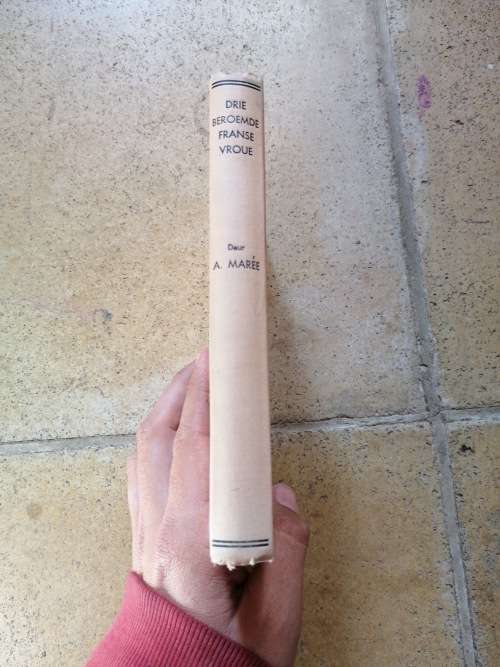 DRIE
BEROEMDE
FRANSE
VROUE
Deur
A. MARÉE